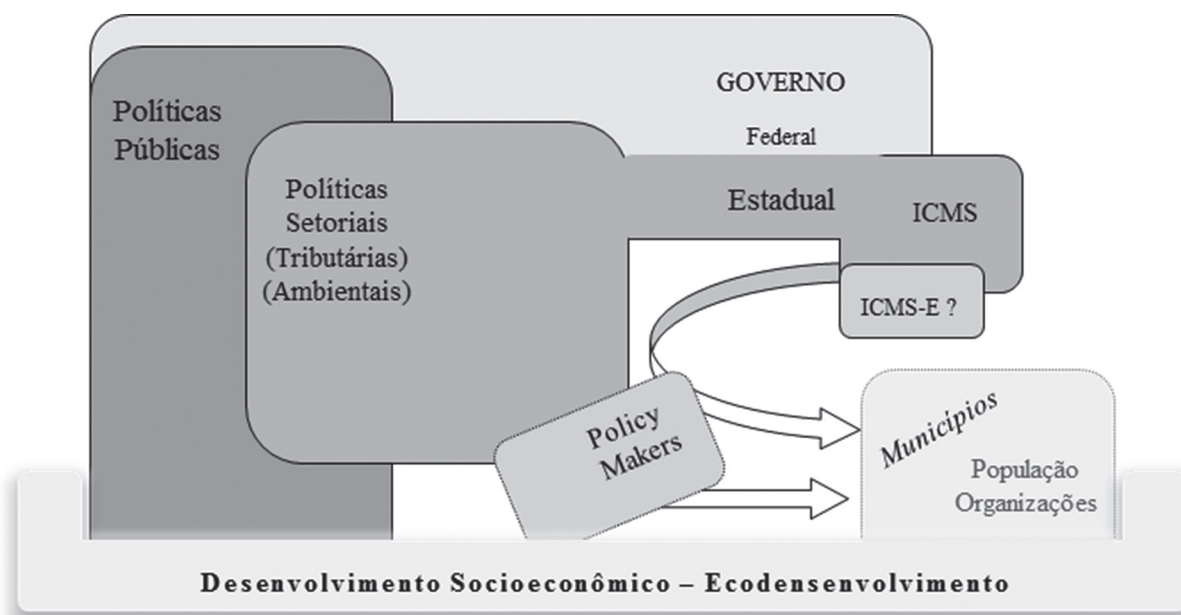 GOVERNO
Federal
Políticas
Públicas
Políticas
Setoriais
(Tributárias)
(Ambientais)
Estadual
ICMS
ICMS-E ?
Policy
Makers
Municípios
População
Organizações
Desenvolvimento Socioeconômico – Ecodensenvolvimento